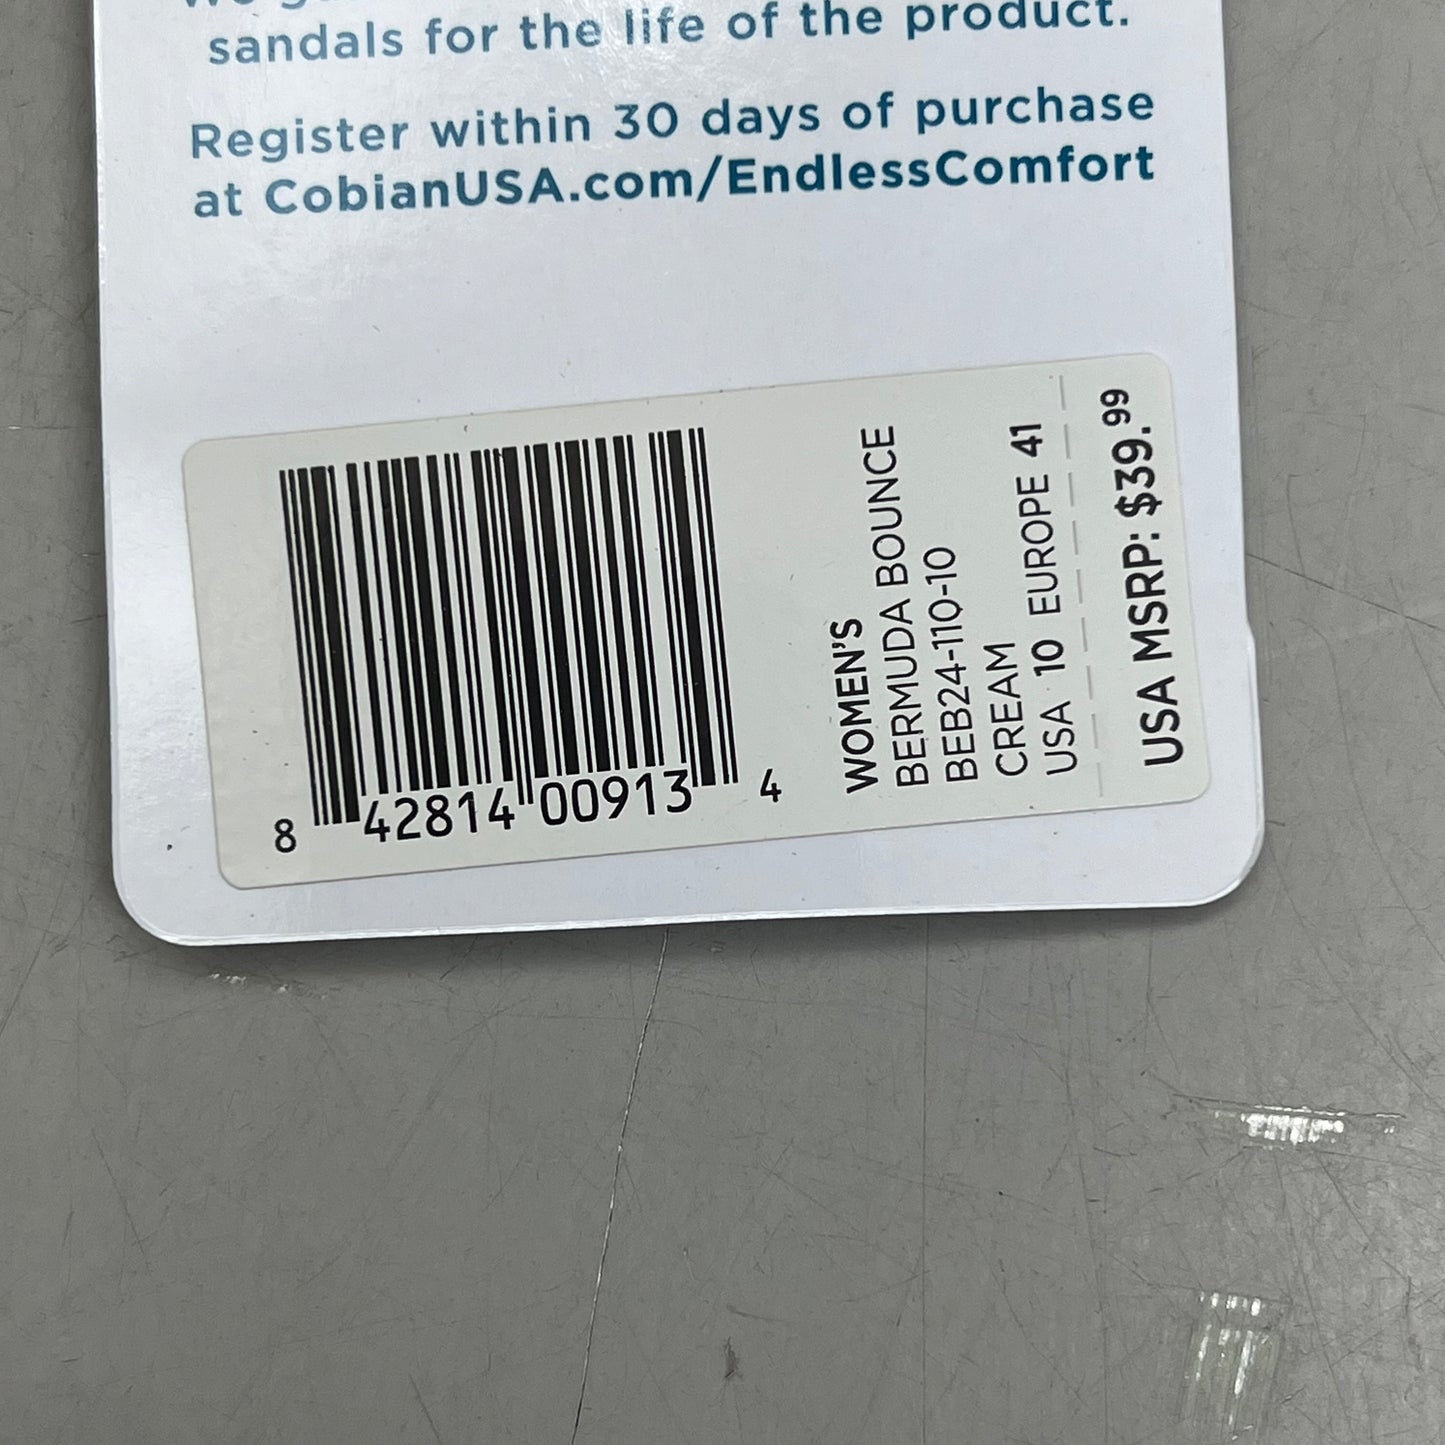 sandals for the life of the product.
Register within 30 days of purchase
at CobianUSA.com/EndlessComfort
8 42814 00913 4
WOMEN'S
BERMUDA BOUNCE
BEB24-110-10
CREAM
USA 10 EUROPE 41
USA MSRP: $39.99